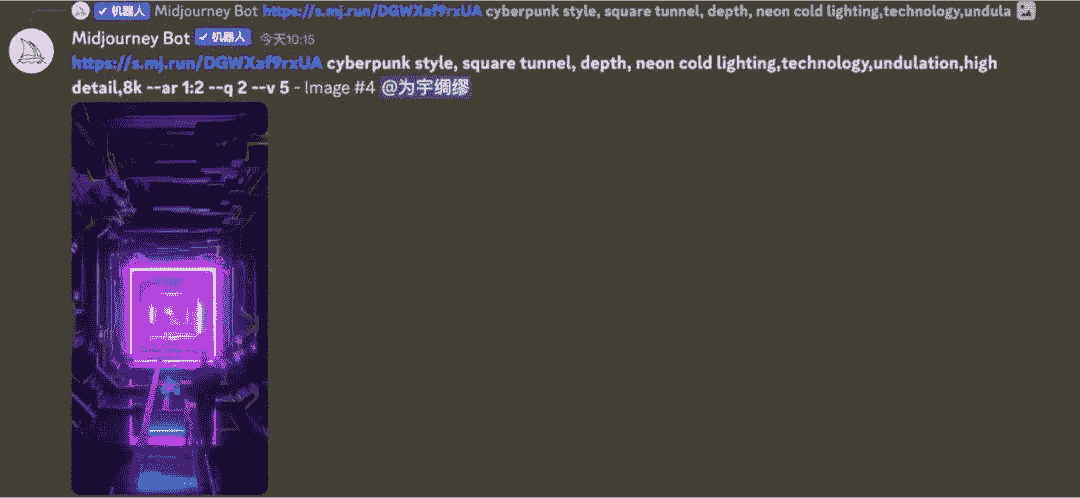 ✓ 机器人 Midjourney Bot https://s.mj.run/DGWXaf9rxUA cyberpunk style, square tunnel, depth, neon cold lighting,technology,undula
Midjourney Bot ✓ 机器人 今天10:15
https://s.mj.run/DGWXaf9rxUA cyberpunk style, square tunnel, depth, neon cold lighting,technology,undulation,high
detail,8k --ar 1:2 --q 2 --v 5 - Image #4 @为宇绸缪